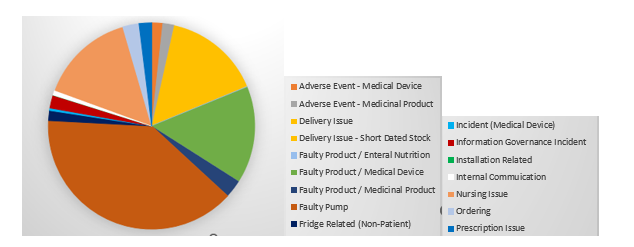 Adverse Event - Medical Device
Adverse Event - Medicinal Product
Delivery Issue
Delivery Issue - Short Dated Stock
Faulty Product / Enteral Nutrition
Faulty Product / Medical Device
Faulty Product / Medicinal Product
Faulty Pump
Fridge Related (Non-Patient)
Incident (Medical Device)
Information Governance Incident
Installation Related
Internal Commuication
Nursing Issue
Ordering
Prescription Issue